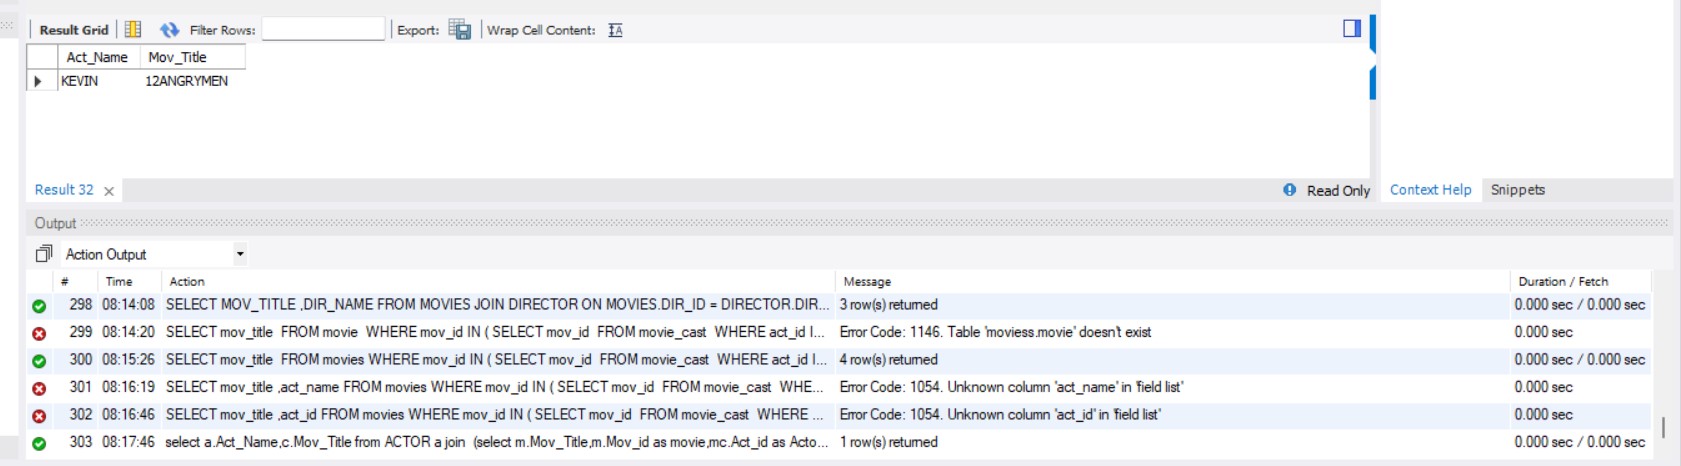 Result Grid Filter Rows: Export: Wrap Cell Content:
Act_Name Mov_Title
KEVIN 12ANGRYMEN
Result 32 Read Only Context Help Snippets
Output
Action Output
# Time Action Message Duration / Fetch
298 08:14:08 SELECT MOV_TITLE ,DIR_NAME FROM MOVIES JOIN DIRECTOR ON MOVIES.DIR_ID = DIRECTOR.DIR... 3 row(s) returned 0.000 sec / 0.000 sec
299 08:14:20 SELECT mov_title FROM movie WHERE mov_id IN ( SELECT mov_id FROM movie_cast WHERE act_id I... Error Code: 1146. Table 'moviess.movie' doesn't exist 0.000 sec
300 08:15:26 SELECT mov_title FROM movies WHERE mov_id IN ( SELECT mov_id FROM movie_cast WHERE act_id I... 4 row(s) returned 0.000 sec / 0.000 sec
301 08:16:19 SELECT mov_title ,act_name FROM movies WHERE mov_id IN ( SELECT mov_id FROM movie_cast WHE... Error Code: 1054. Unknown column 'act_name' in 'field list' 0.000 sec
302 08:16:46 SELECT mov_title ,act_id FROM movies WHERE mov_id IN ( SELECT mov_id FROM movie_cast WHERE ... Error Code: 1054. Unknown column 'act_id' in 'field list' 0.000 sec
303 08:17:46 select a.Act_Name,c.Mov_Title from ACTOR a join (select m.Mov_Title,m.Mov_id as movie,mc.Act_id as Acto... 1 row(s) returned 0.000 sec / 0.000 sec